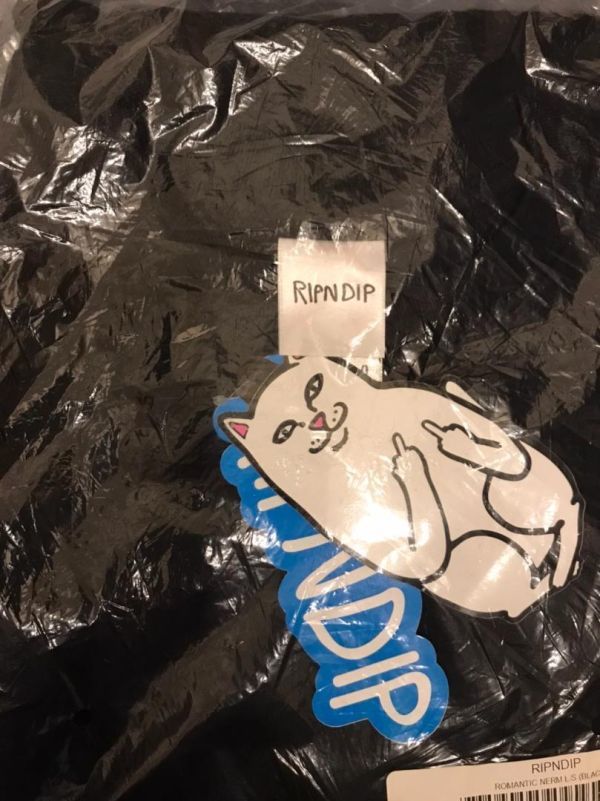 RIPNDIP
NDIP
RIPNDIP
ROMANTIC NERM L-S (BLAC